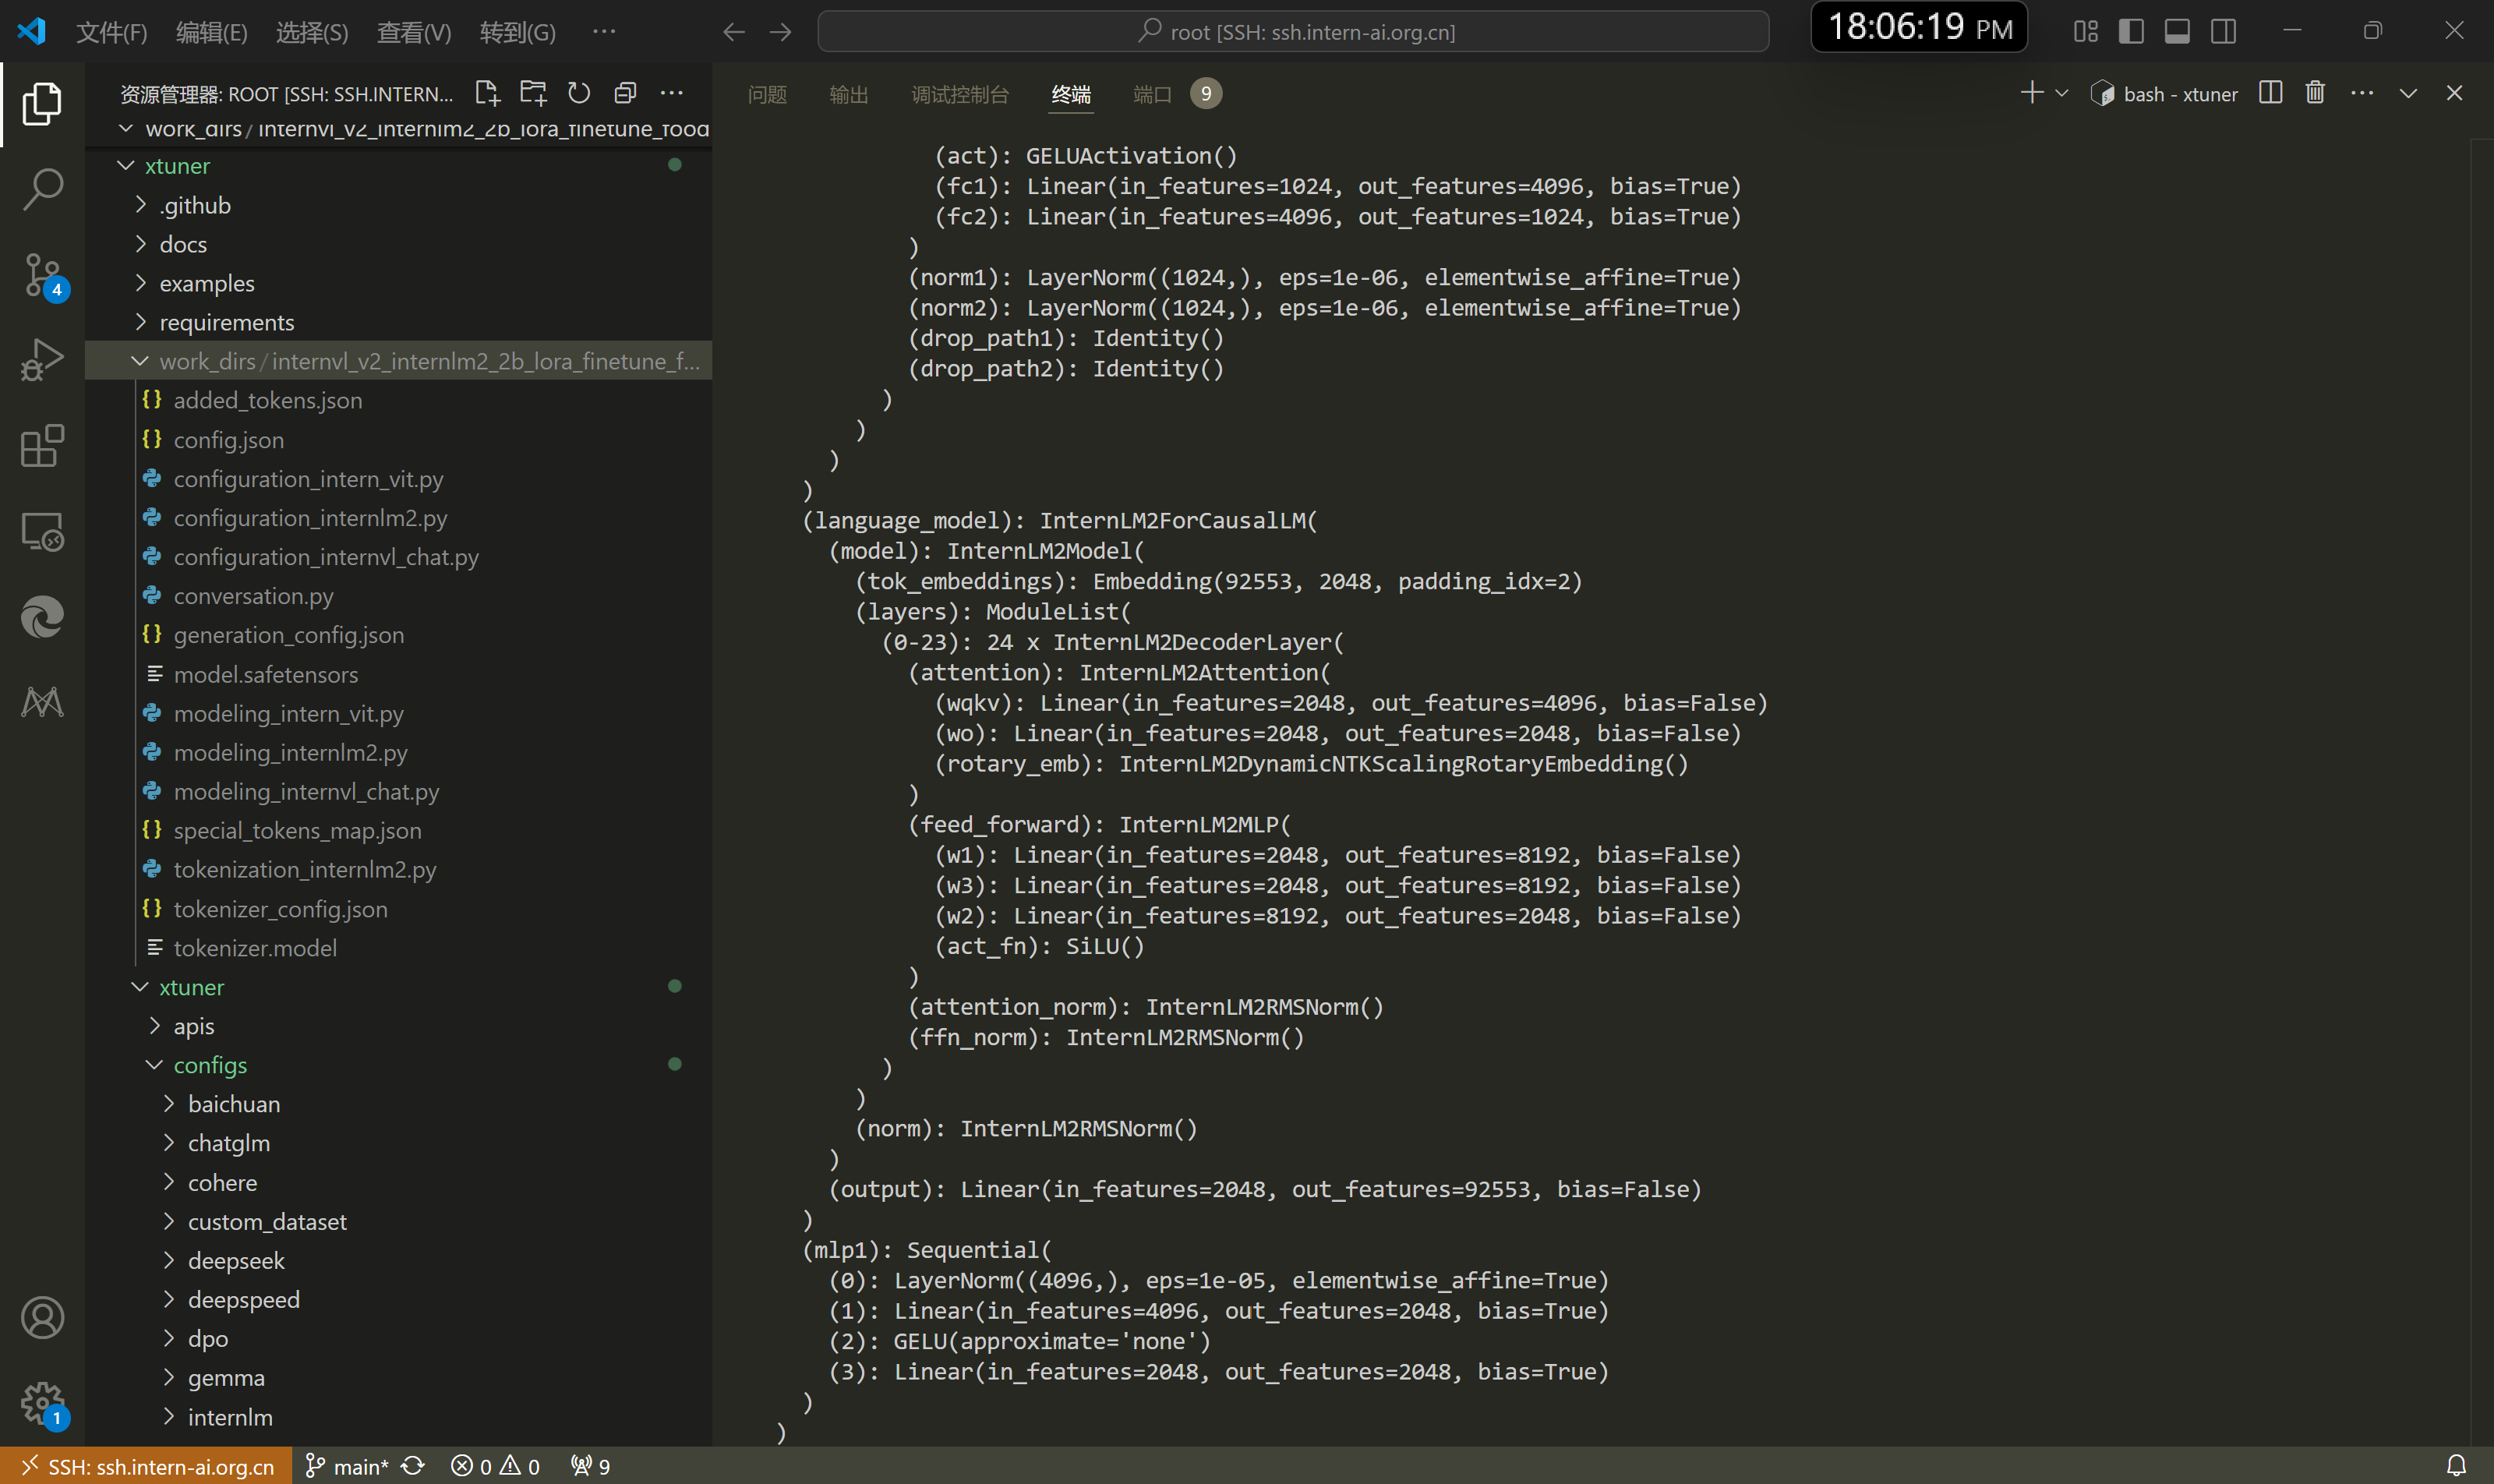 文件(F) 编辑(E) 选择(S) 查看(V) 转到(G) ···
root [SSH: ssh.intern-ai.org.cn]
18:06:19 PM
资源管理器: ROOT [SSH: SSH.INTERN...
work_dirs/internvl_v2_internlm2_2b_lora_finetune_food
xtuner
.github
docs
examples
requirements
work_dirs/internvl_v2_internlm2_2b_lora_finetune_f...
added_tokens.json
config.json
configuration_intern_vit.py
configuration_internlm2.py
configuration_internvl_chat.py
conversation.py
generation_config.json
model.safetensors
modeling_intern_vit.py
modeling_internlm2.py
modeling_internvl_chat.py
special_tokens_map.json
tokenization_internlm2.py
tokenizer_config.json
tokenizer.model
xtuner
apis
configs
baichuan
chatglm
cohere
custom_dataset
deepseek
deepspeed
dpo
gemma
internlm
4
1
问题 输出 调试控制台 终端 端口 9
bash - xtuner
(act): GELUActivation()
(fc1): Linear(in_features=1024, out_features=4096, bias=True)
(fc2): Linear(in_features=4096, out_features=1024, bias=True)
)
(norm1): LayerNorm((1024,), eps=1e-06, elementwise_affine=True)
(norm2): LayerNorm((1024,), eps=1e-06, elementwise_affine=True)
(drop_path1): Identity()
(drop_path2): Identity()
)
)
)
)
(language_model): InternLM2ForCausalLM(
(model): InternLM2Model(
(tok_embeddings): Embedding(92553, 2048, padding_idx=2)
(layers): ModuleList(
(0-23): 24 x InternLM2DecoderLayer(
(attention): InternLM2Attention(
(wqkv): Linear(in_features=2048, out_features=4096, bias=False)
(wo): Linear(in_features=2048, out_features=2048, bias=False)
(rotary_emb): InternLM2DynamicNTKScalingRotaryEmbedding()
)
(feed_forward): InternLM2MLP(
(w1): Linear(in_features=2048, out_features=8192, bias=False)
(w3): Linear(in_features=2048, out_features=8192, bias=False)
(w2): Linear(in_features=8192, out_features=2048, bias=False)
(act_fn): SiLU()
)
(attention_norm): InternLM2RMSNorm()
(ffn_norm): InternLM2RMSNorm()
)
)
(norm): InternLM2RMSNorm()
)
(output): Linear(in_features=2048, out_features=92553, bias=False)
)
(mlp1): Sequential(
(0): LayerNorm((4096,), eps=1e-05, elementwise_affine=True)
(1): Linear(in_features=4096, out_features=2048, bias=True)
(2): GELU(approximate='none')
(3): Linear(in_features=2048, out_features=2048, bias=True)
)
)
SSH: ssh.intern-ai.org.cn main* 0 0 9